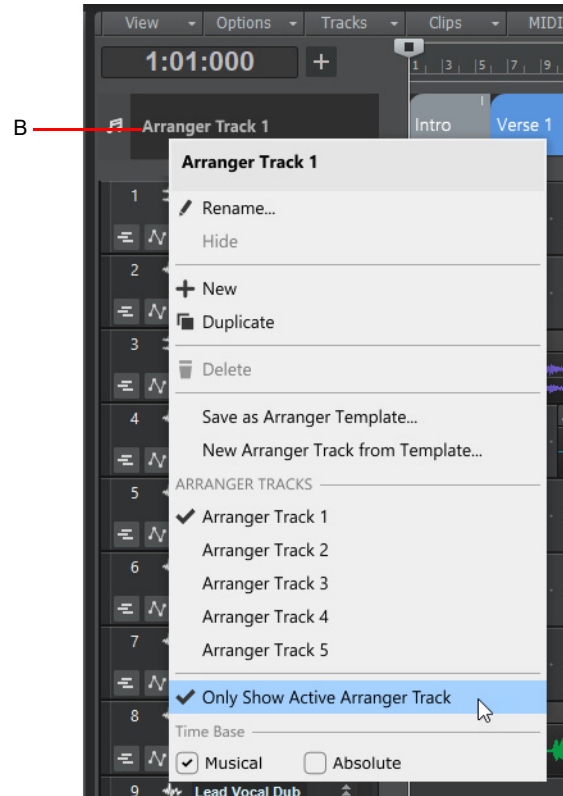 View Options Tracks Clips MIDI
1:01:000 +
1 3 5 7 9
B
Arranger Track 1
Intro
Verse 1
Arranger Track 1
Rename...
Hide
New
Duplicate
Delete
Save as Arranger Template...
New Arranger Track from Template...
ARRANGER TRACKS
Arranger Track 1
Arranger Track 2
Arranger Track 3
Arranger Track 4
Arranger Track 5
Only Show Active Arranger Track
Time Base
Musical
Absolute
1
2
3
4
5
6
7
8
9 Lead Vocal Dub